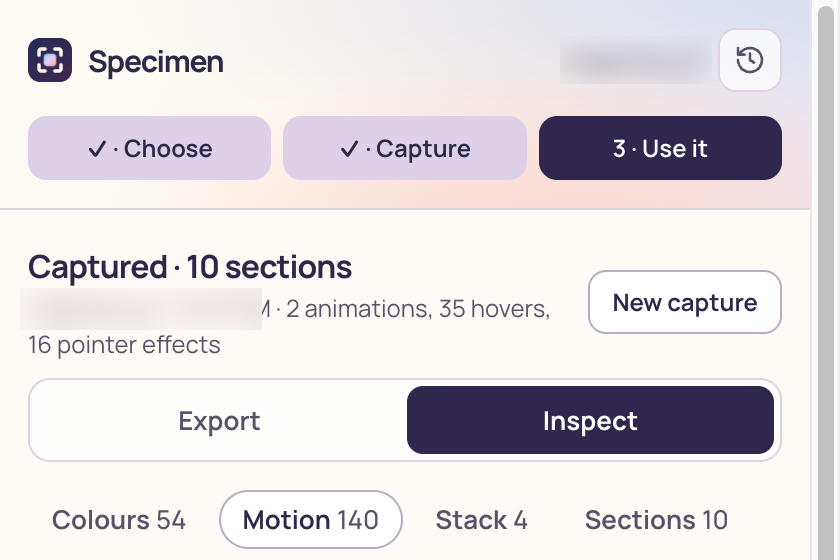 Specimen
✓ · Choose
✓ · Capture
3 · Use it
Captured · 10 sections
· 2 animations, 35 hovers,
16 pointer effects
New capture
Export
Inspect
Colours 54
Motion 140
Stack 4
Sections 10